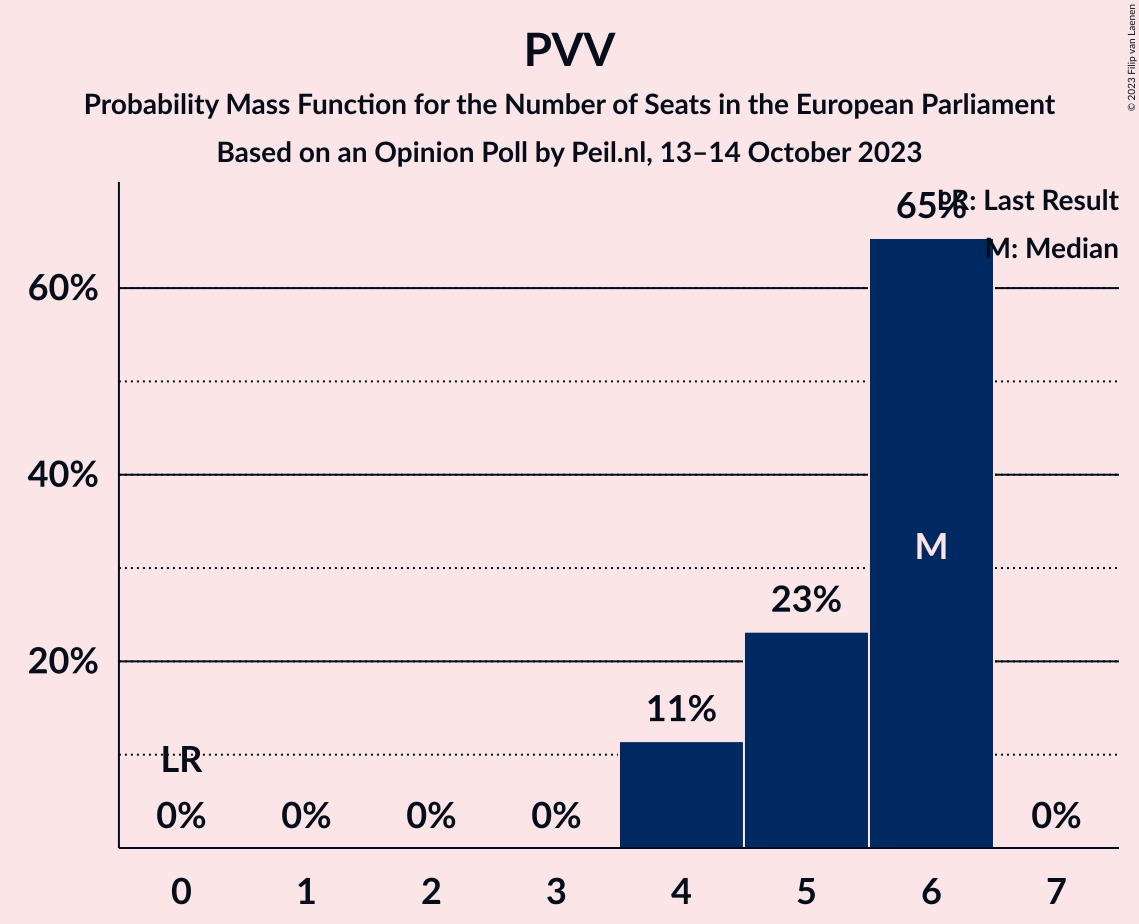 PVV
Probability Mass Function for the Number of Seats in the European Parliament
Based on an Opinion Poll by Peil.nl, 13–14 October 2023
© 2023 Filip van Laenen
LR: Last Result
M: Median
65%
60%
40%
20%
M
23%
11%
LR
0%
0%
0%
0%
0%
0 1 2 3 4 5 6 7